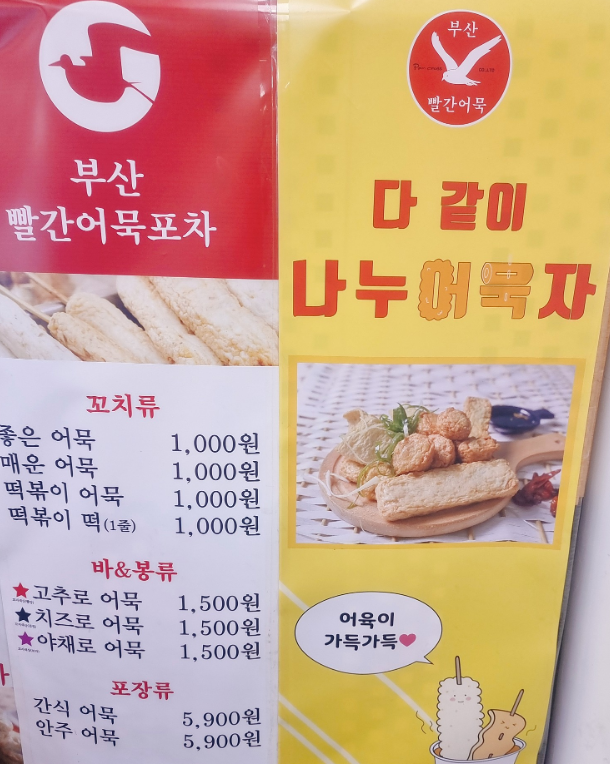 부산
빨간어묵포차
꼬치류
좋은 어묵 1,000원
매운 어묵 1,000원
떡볶이 어묵 1,000원
떡볶이 떡(1줄) 1,000원
바&봉류
고추로 어묵 1,500원
치즈로 어묵 1,500원
야채로 어묵 1,500원
포장류
간식 어묵 5,900원
안주 어묵 5,900원
부산
빨간어묵
다 같이
나누어묵자
어육이
가득가득